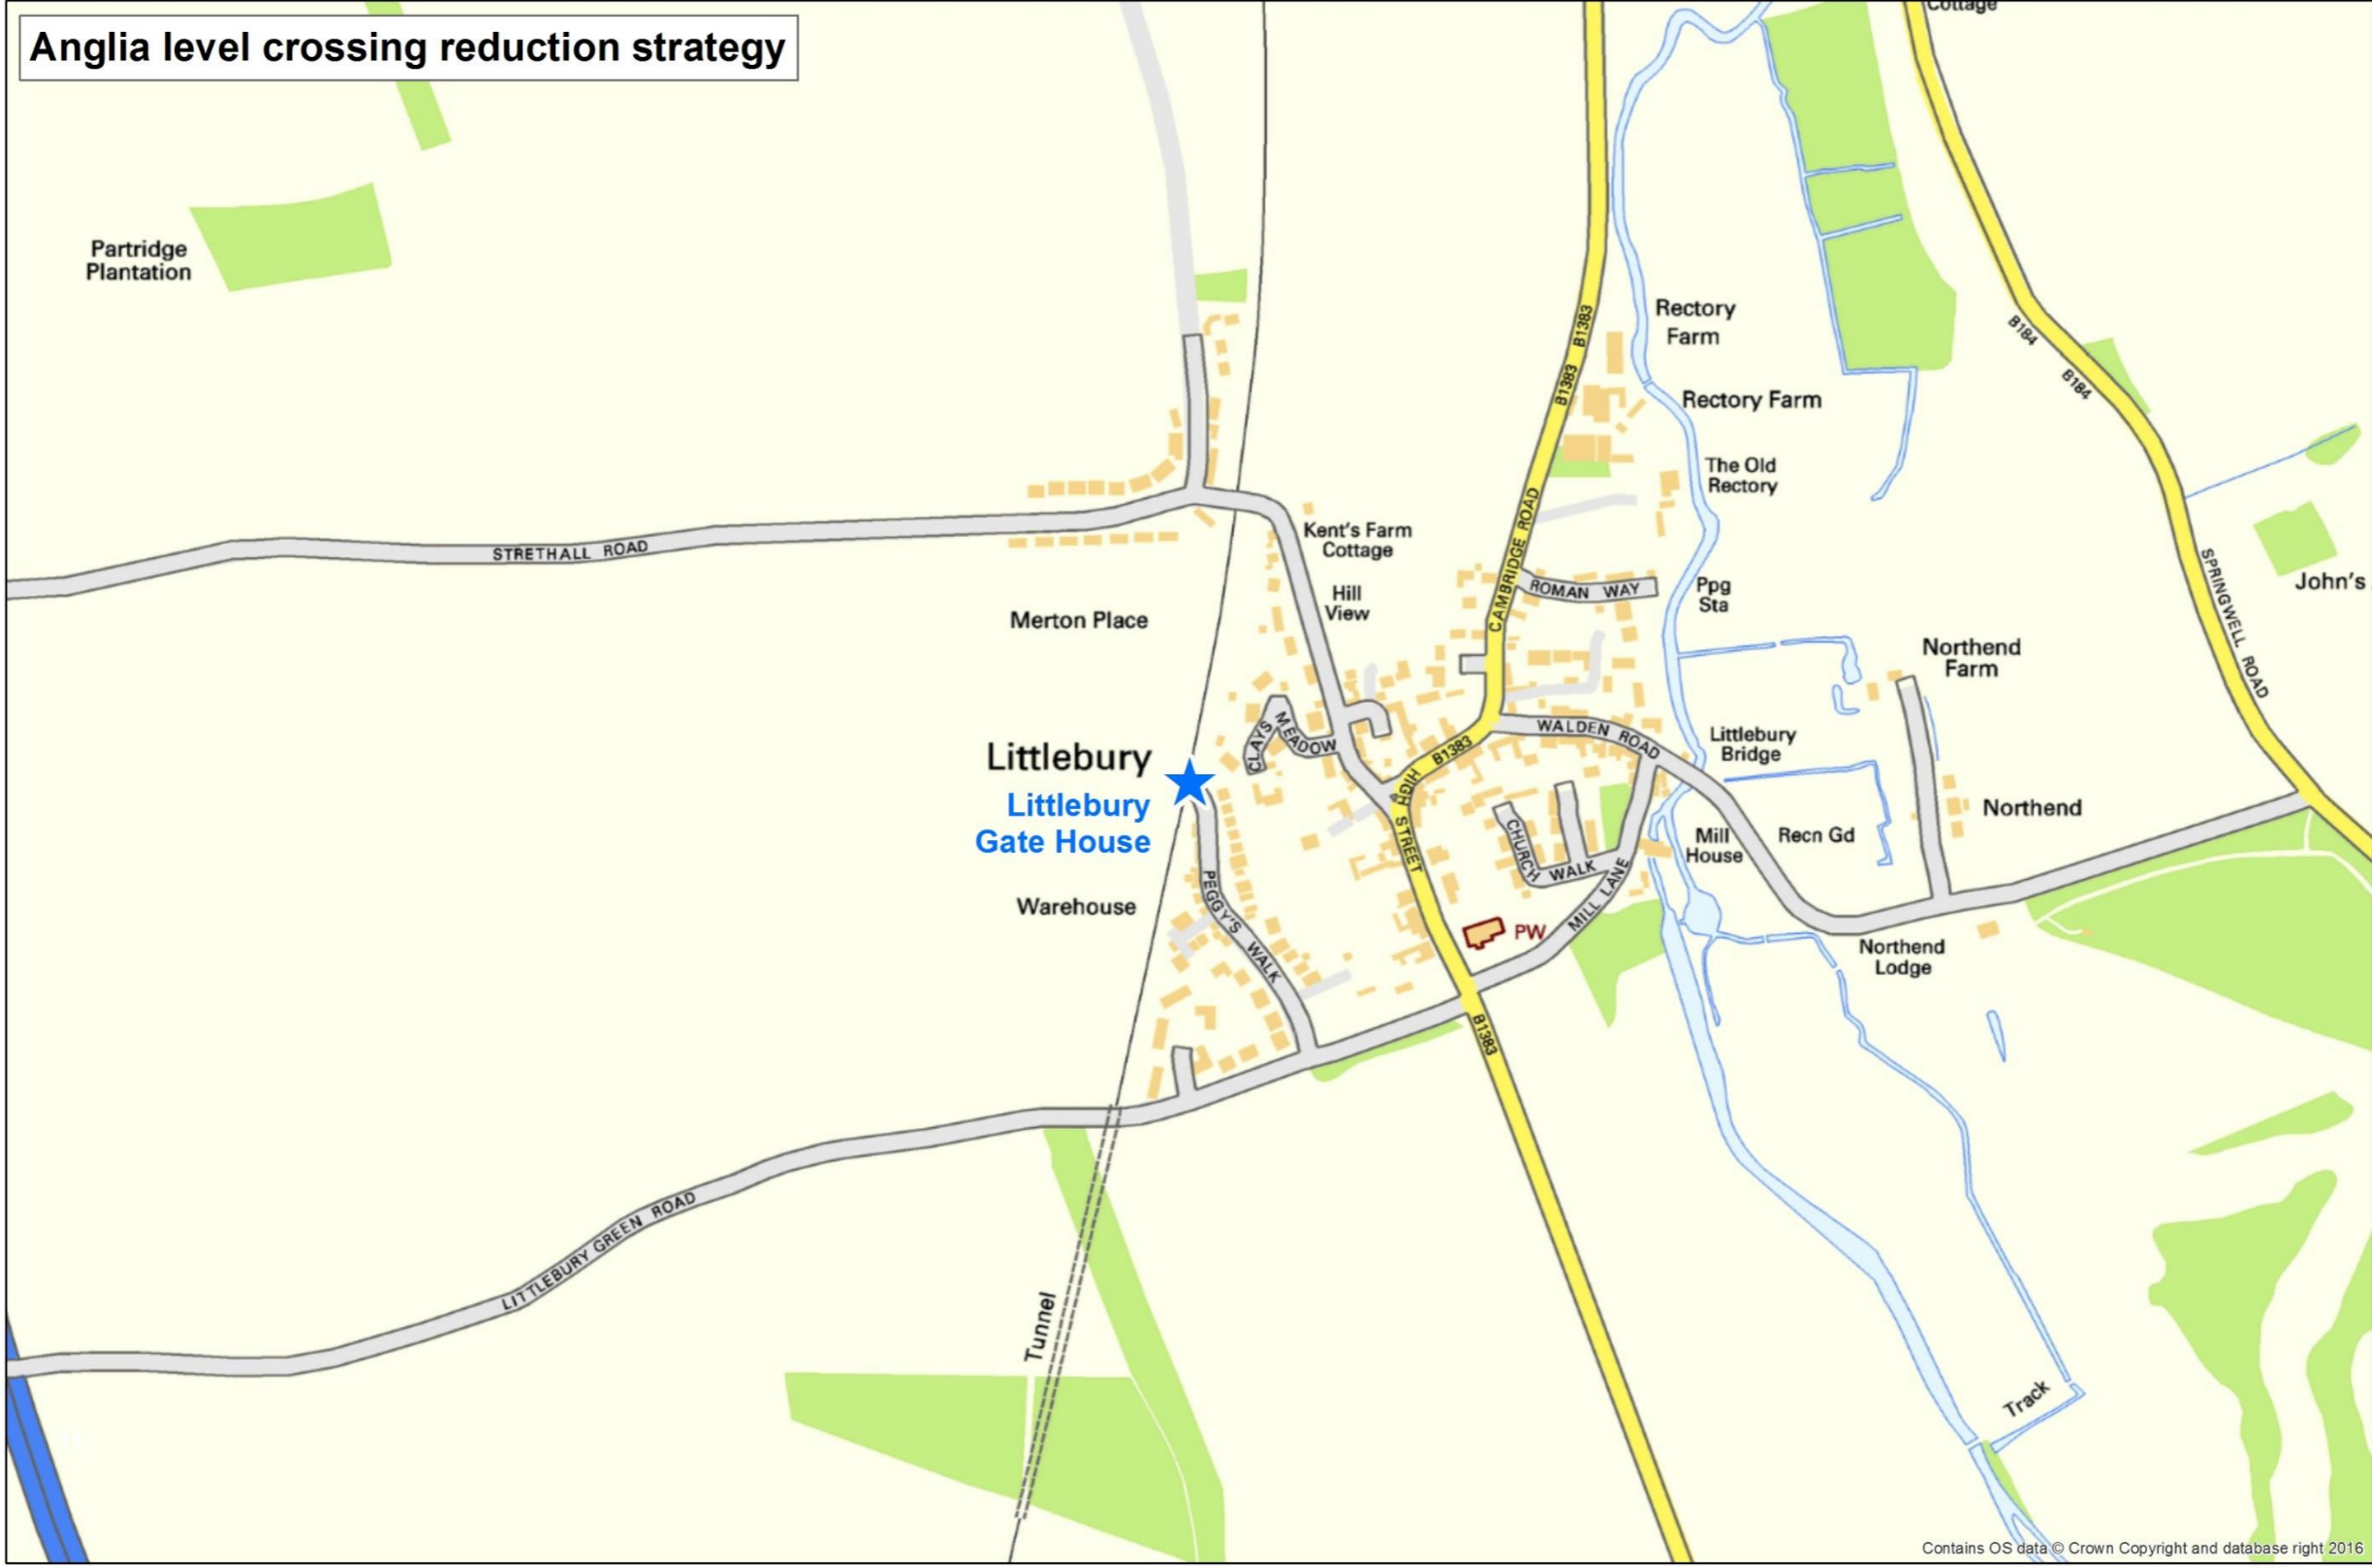 Cottage
Anglia level crossing reduction strategy
Partridge
Plantation
Rectory
Farm
B1383
B1383
B184
B184
Rectory Farm
The Old
Rectory
Kent's Farm
Cottage
STRETHALL ROAD
CAMBRIDGE ROAD
ROMAN WAY
Ppg
Sta
John's
SPRINGWELL ROAD
Hill
View
Merton Place
Northend
Farm
CLAYS MEADOW
WALDEN ROAD
B1383
Littlebury
Bridge
Littlebury
Littlebury
Gate House
HIGH STREET
Northend
Mill
House
Recn Gd
CHURCH WALK
MILL LANE
Warehouse
PEGGY'S WALK
PW
Northend
Lodge
B1383
LITTLEBURY GREEN ROAD
Tunnel
Track
Contains OS data © Crown Copyright and database right 2016